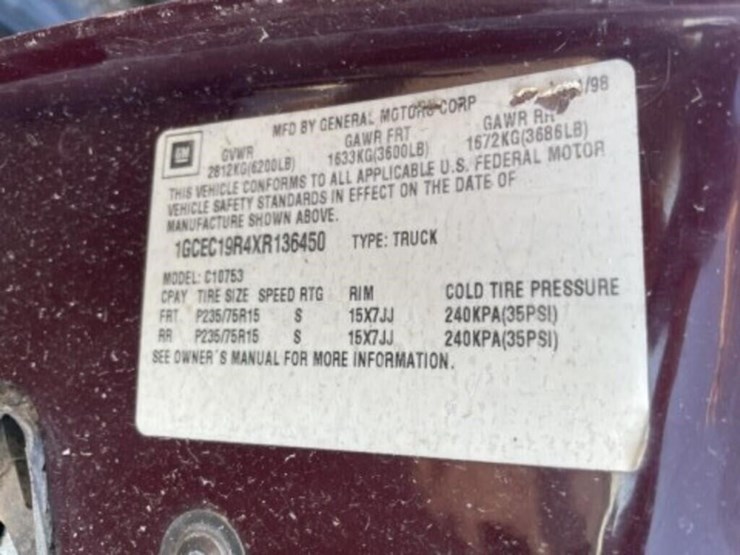 MFD BY GENERAL MOTORS CORP /98
GM GVWR GAWR FRT GAWR RR
2812KG(6200LB) 1633KG(3600LB) 1672KG(3686LB)
THIS VEHICLE CONFORMS TO ALL APPLICABLE U.S. FEDERAL MOTOR
VEHICLE SAFETY STANDARDS IN EFFECT ON THE DATE OF
MANUFACTURE SHOWN ABOVE.
1GCEC19R4XR136450 TYPE: TRUCK
MODEL: C10753
CPAY TIRE SIZE SPEED RTG RIM COLD TIRE PRESSURE
FRT P235/75R15 S 15X7JJ 240KPA(35PSI)
RR P235/75R15 S 15X7JJ 240KPA(35PSI)
SEE OWNER'S MANUAL FOR MORE INFORMATION.